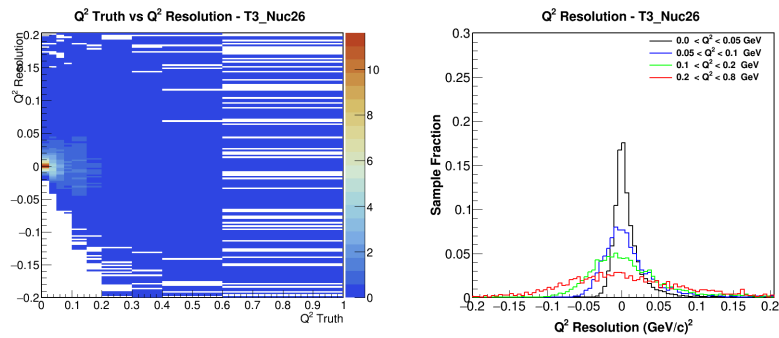 Q² Truth vs Q² Resolution - T3_Nuc26
Q² Resolution
0.2
0.15
0.1
0.05
0
−0.05
−0.1
−0.15
−0.2
0 0.1 0.2 0.3 0.4 0.5 0.6 0.7 0.8 0.9 1
Q² Truth
10
8
6
4
2
0
Q² Resolution - T3_Nuc26
0.0 < Q² < 0.05 GeV
0.05 < Q² < 0.1 GeV
0.1 < Q² < 0.2 GeV
0.2 < Q² < 0.8 GeV
Sample Fraction
0.3
0.25
0.2
0.15
0.1
0.05
0
−0.2 −0.15 −0.1 −0.05 0 0.05 0.1 0.15 0.2
Q² Resolution (GeV/c)²